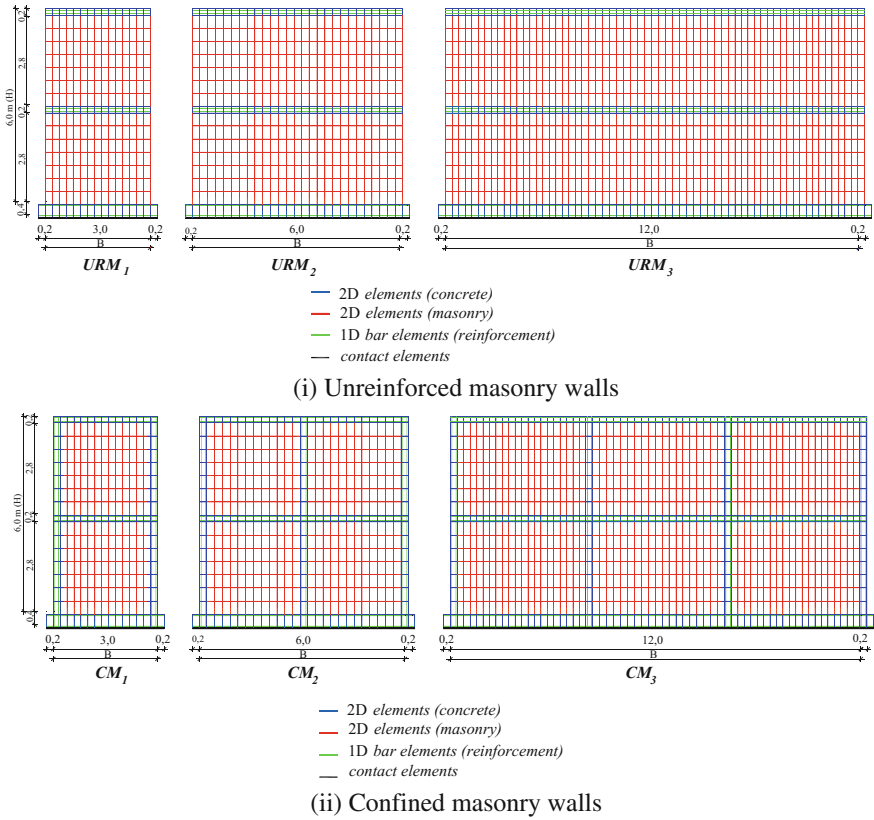 0,2
2,8
0,2
6,0 m (H)
2,8
0,4
0,2 3,0 0,2
B
URM1
0,2 6,0 0,2
B
URM2
0,2 12,0 0,2
B
URM3
2D elements (concrete)
2D elements (masonry)
1D bar elements (reinforcement)
contact elements
(i) Unreinforced masonry walls
0,2
2,8
0,2
6,0 m (H)
2,8
0,4
0,2 3,0 0,2
B
CM1
0,2 6,0 0,2
B
CM2
0,2 12,0 0,2
B
CM3
2D elements (concrete)
2D elements (masonry)
1D bar elements (reinforcement)
contact elements
(ii) Confined masonry walls